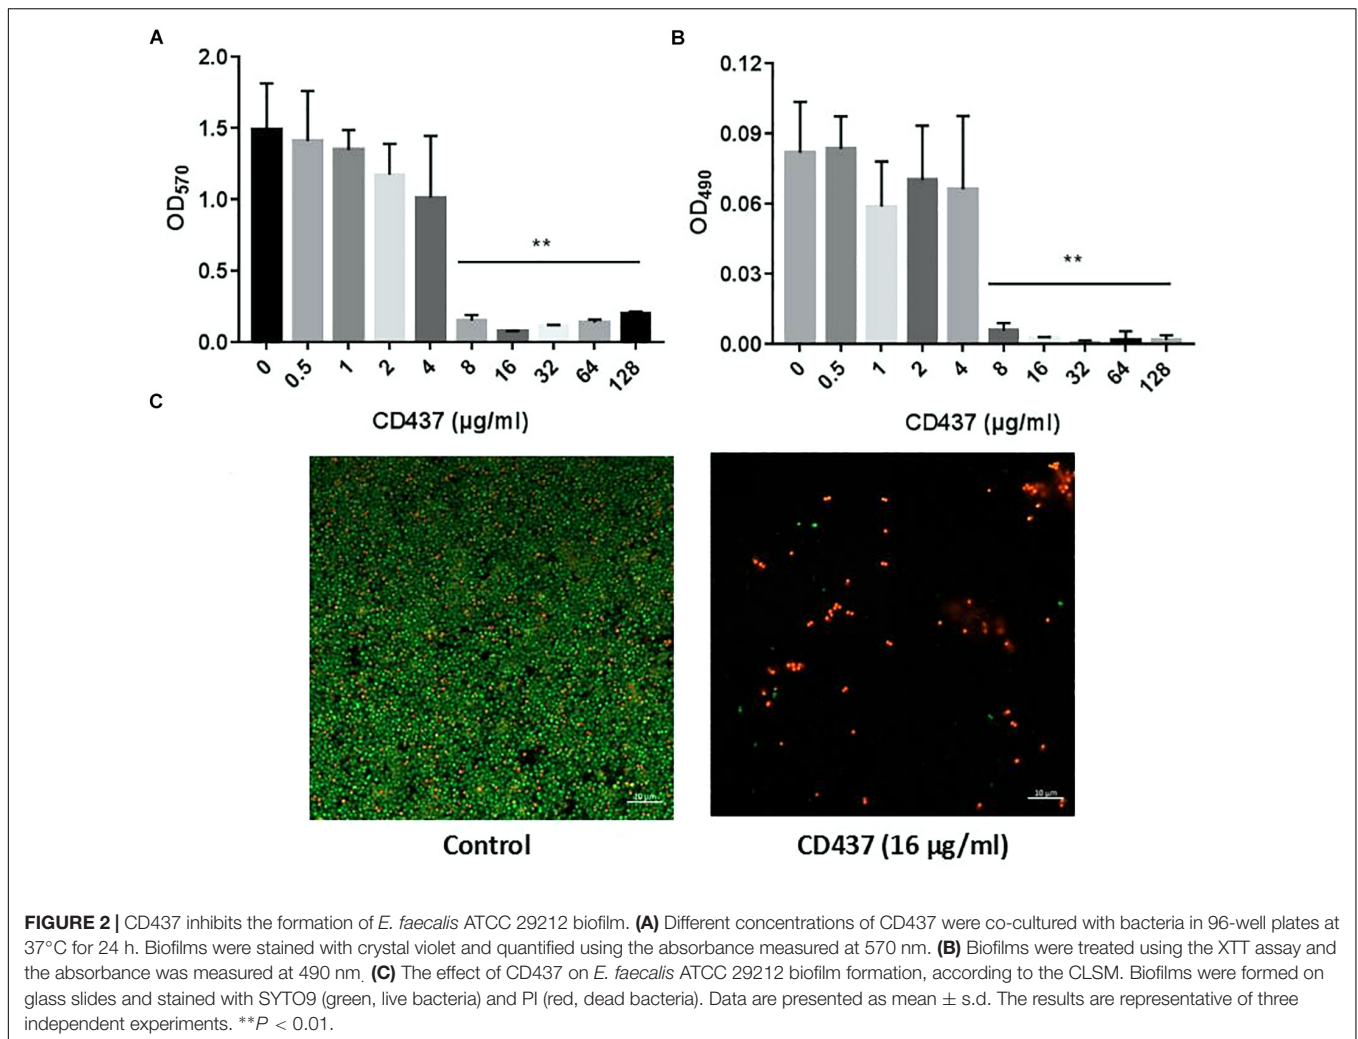 A
2.0
1.5
1.0
0.5
0.0
OD570
**
0
0.5
1
2
4
8
16
32
64
128
CD437 (µg/ml)
B
0.12
0.09
0.06
0.03
0.00
OD490
**
0
0.5
1
2
4
8
16
32
64
128
CD437 (µg/ml)
C
10 µm
Control
10 µm
CD437 (16 µg/ml)
FIGURE 2 | CD437 inhibits the formation of E. faecalis ATCC 29212 biofilm. (A) Different concentrations of CD437 were co-cultured with bacteria in 96-well plates at
37°C for 24 h. Biofilms were stained with crystal violet and quantified using the absorbance measured at 570 nm. (B) Biofilms were treated using the XTT assay and
the absorbance was measured at 490 nm. (C) The effect of CD437 on E. faecalis ATCC 29212 biofilm formation, according to the CLSM. Biofilms were formed on
glass slides and stained with SYTO9 (green, live bacteria) and PI (red, dead bacteria). Data are presented as mean ± s.d. The results are representative of three
independent experiments. **P < 0.01.